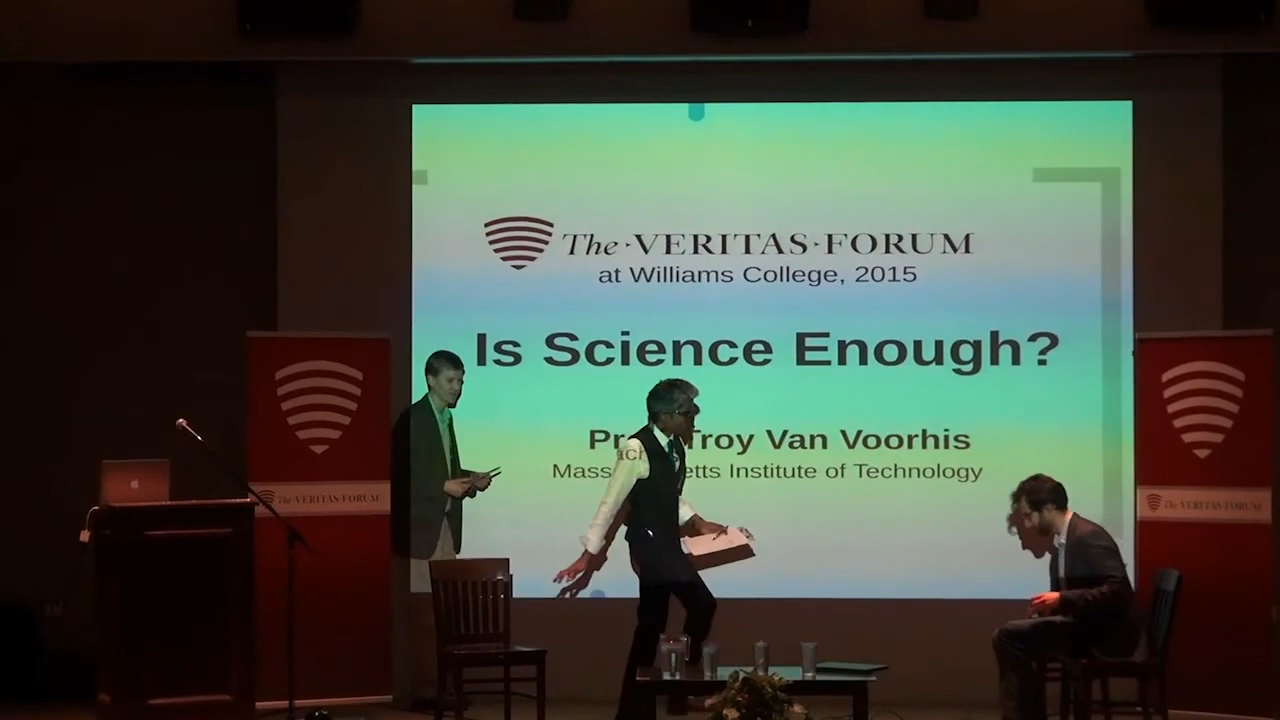 The·VERITAS·FORUM
at Williams College, 2015
Is Science Enough?
Troy Van Voorhis
Institute of Technology
The·VERITAS·FORUM
The·VERITAS·FORUM